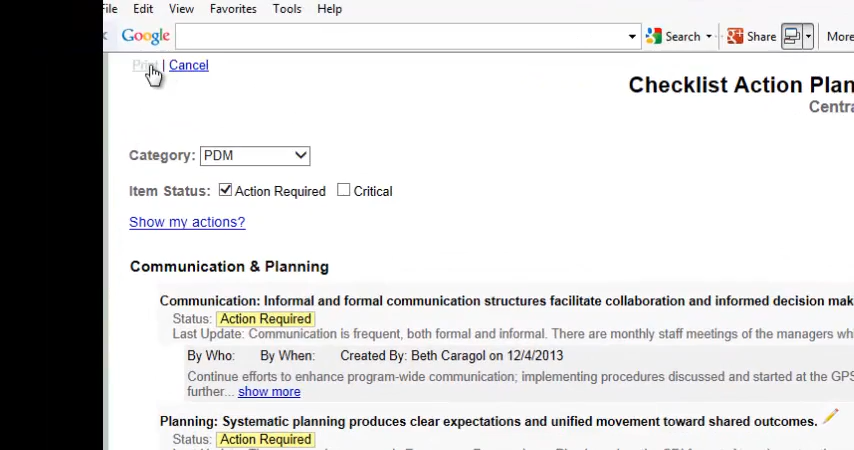 File Edit View Favorites Tools Help
Google Search Share More
Print | Cancel
Checklist Action Plan
Centra
Category: PDM
Item Status: Action Required Critical
Show my actions?
Communication & Planning
Communication: Informal and formal communication structures facilitate collaboration and informed decision mak
Status: Action Required
Last Update: Communication is frequent, both formal and informal. There are monthly staff meetings of the managers wh
By Who: By When: Created By: Beth Caragol on 12/4/2013
Continue efforts to enhance program-wide communication; implementing procedures discussed and started at the GPS
further... show more
Planning: Systematic planning produces clear expectations and unified movement toward shared outcomes.
Status: Action Required